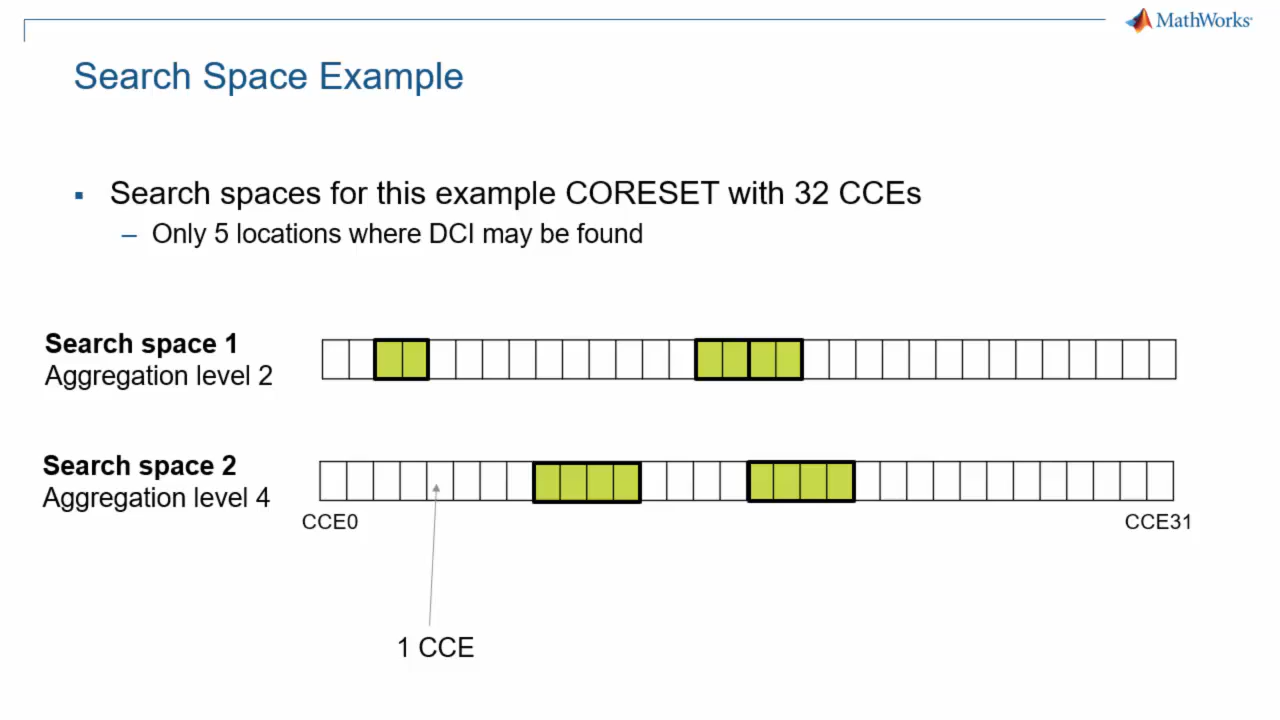 MathWorks
Search Space Example
▪ Search spaces for this example CORESET with 32 CCEs
– Only 5 locations where DCI may be found
Search space 1
Aggregation level 2
Search space 2
Aggregation level 4
CCE0
CCE31
1 CCE